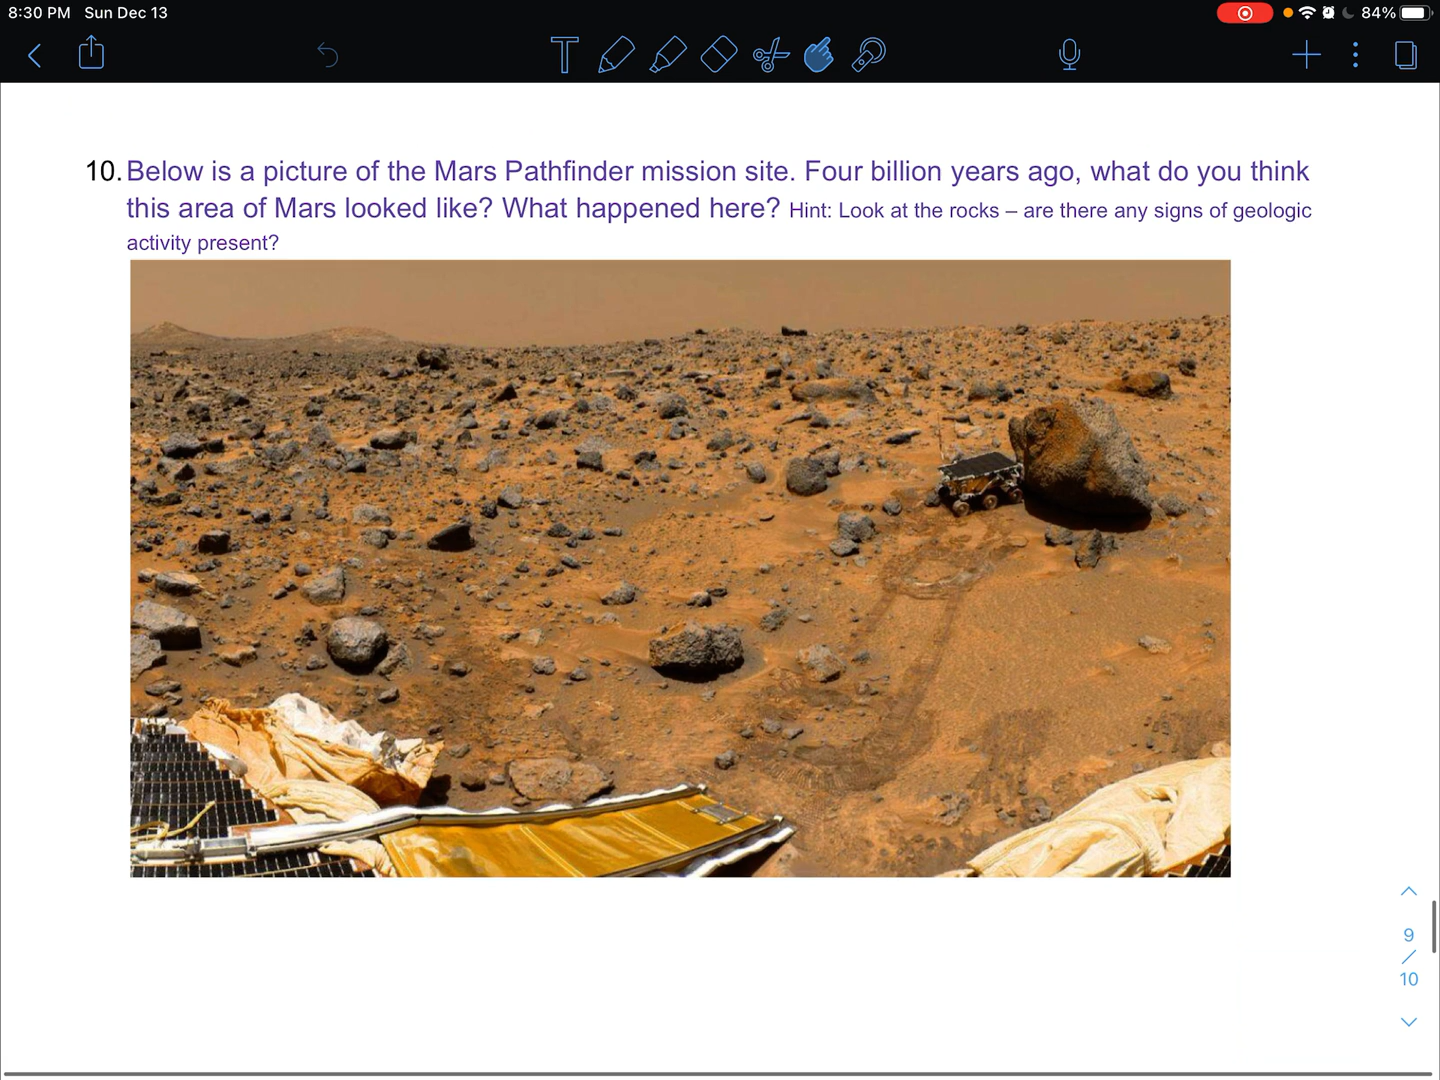 8:30 PM Sun Dec 13
84%
10. Below is a picture of the Mars Pathfinder mission site. Four billion years ago, what do you think
this area of Mars looked like? What happened here? Hint: Look at the rocks – are there any signs of geologic
activity present?
9
/
10